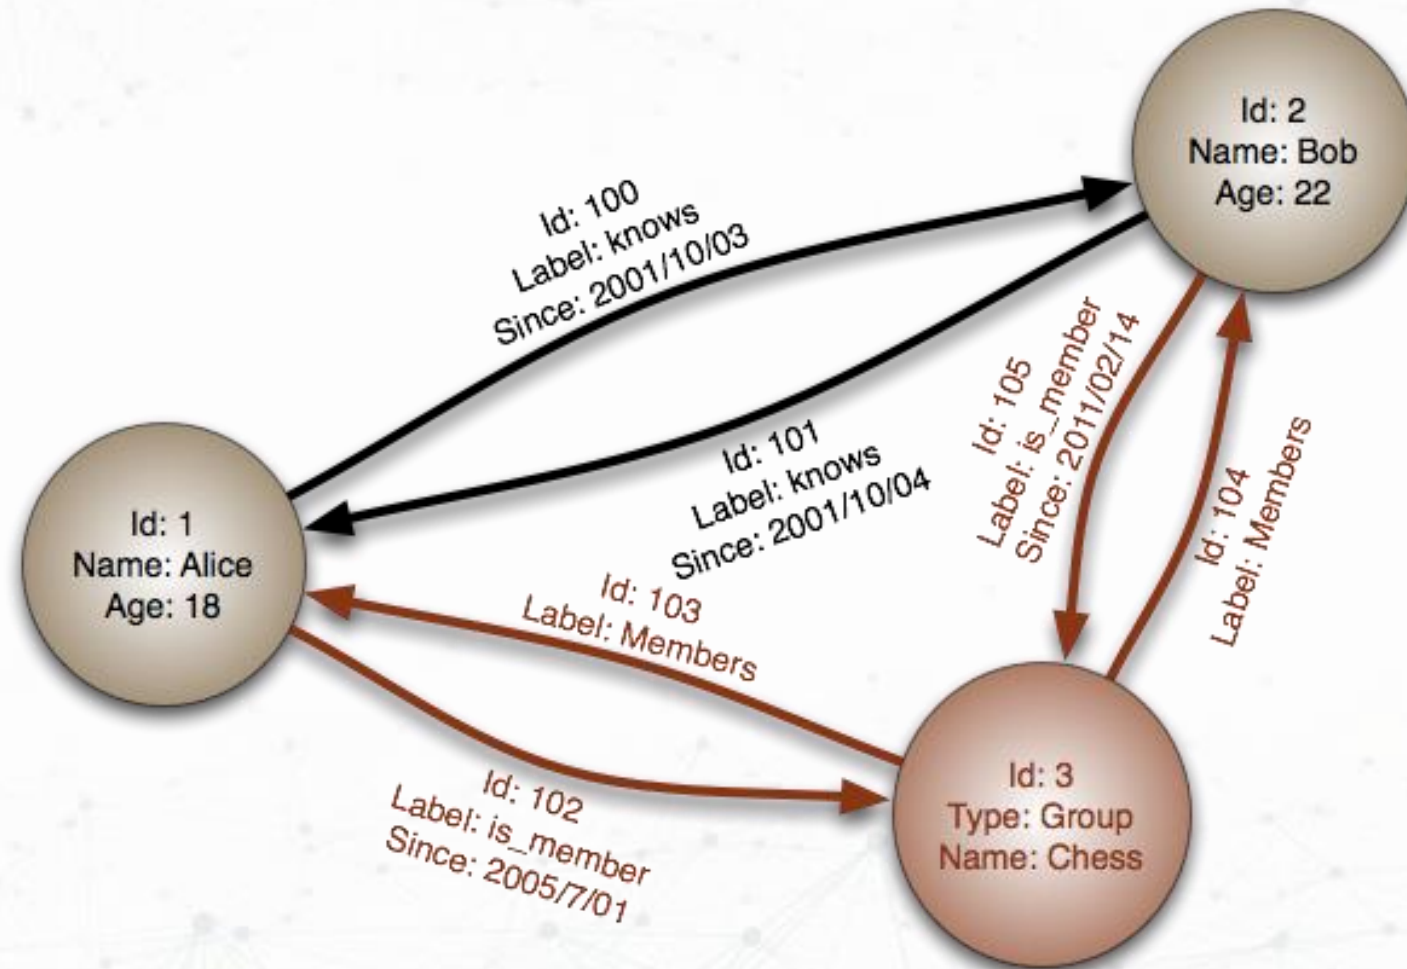 Id: 2
Name: Bob
Age: 22
Id: 100
Label: knows
Since: 2001/10/03
Id: 101
Label: knows
Since: 2001/10/04
Id: 105
Label: is_member
Since: 2011/02/14
Id: 104
Label: Members
Id: 1
Name: Alice
Age: 18
Id: 103
Label: Members
Id: 102
Label: is_member
Since: 2005/7/01
Id: 3
Type: Group
Name: Chess